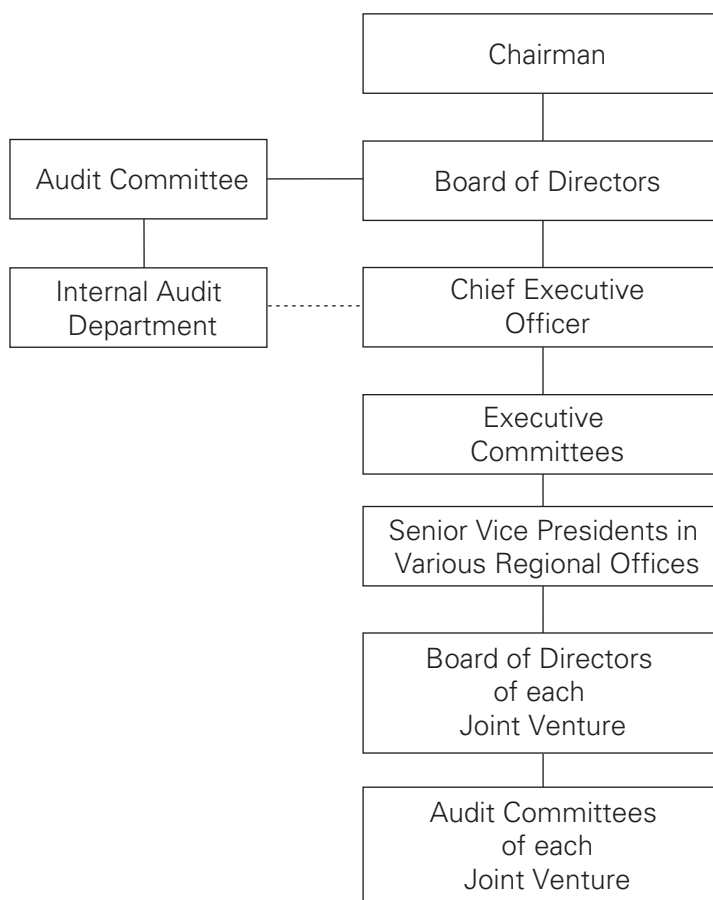 Chairman
Audit Committee
Board of Directors
Internal Audit
Department
Chief Executive
Officer
Executive
Committees
Senior Vice Presidents in
Various Regional Offices
Board of Directors
of each
Joint Venture
Audit Committees
of each
Joint Venture